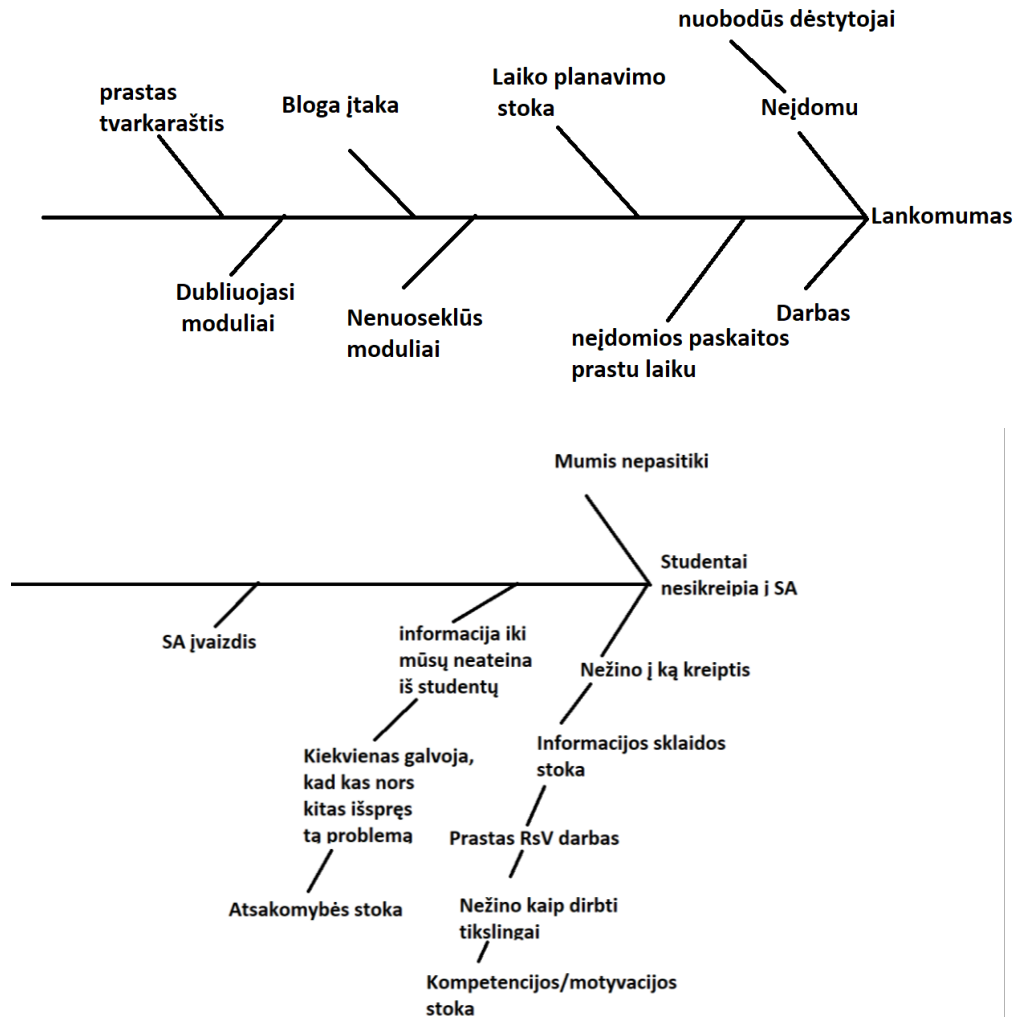 nuobodūs dėstytojai
Laiko planavimo
stoka
prastas
tvarkaraštis
Bloga įtaka
Neįdomu
Lankomumas
Dubliuojasi
moduliai
Nenuoseklūs
moduliai
neįdomios paskaitos
prastu laiku
Darbas
Mumis nepasitiki
Studentai
nesikreipia į SA
SA įvaizdis
informacija iki
mūsų neateina
iš studentų
Nežino į ką kreiptis
Kiekvienas galvoja,
kad kas nors
kitas išspręs
tą problemą
Informacijos sklaidos
stoka
Prastas RsV darbas
Atsakomybės stoka
Nežino kaip dirbti
tikslingai
Kompetencijos/motyvacijos
stoka